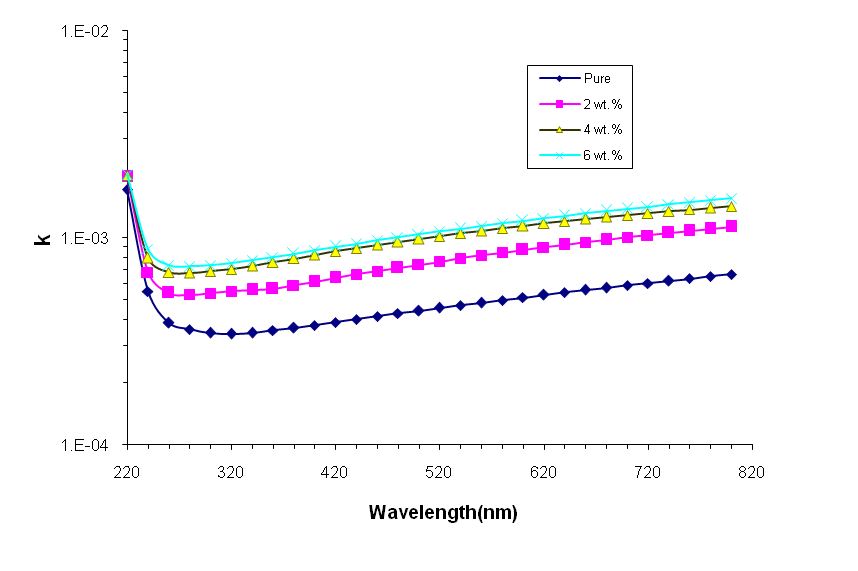 1.E-02
Pure
2 wt.%
4 wt.%
6 wt.%
k
1.E-03
1.E-04
220 320 420 520 620 720 820
Wavelength(nm)